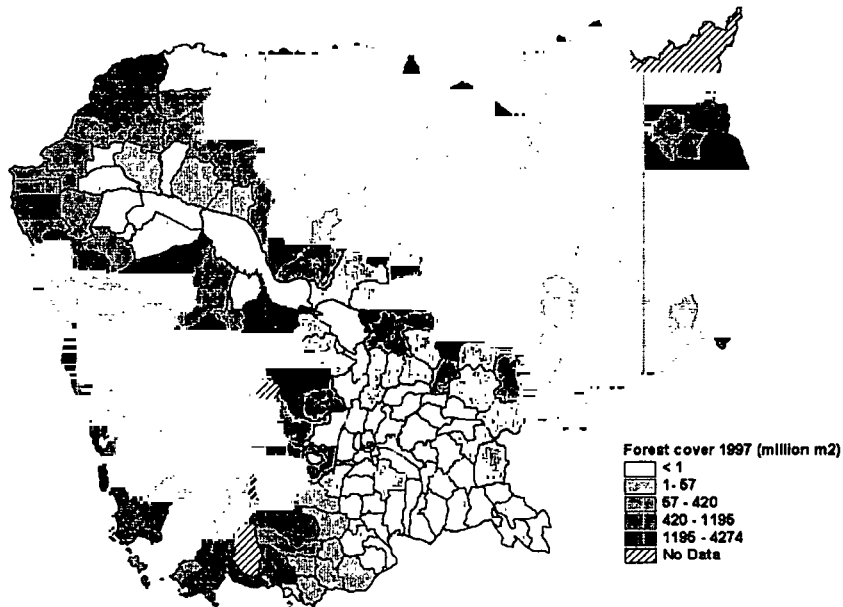 Forest cover 1997 (million m2)
< 1
1 - 57
57 - 420
420 - 1195
1195 - 4274
No Data